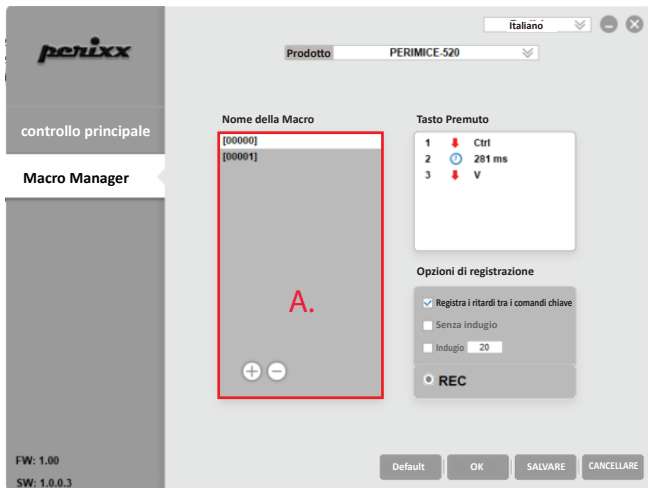 Italiano
perixx
Prodotto PERIMICE-520
controllo principale
Macro Manager
Nome della Macro
[00000]
[00001]
A.
Tasto Premuto
1 Ctrl
2 281 ms
3 V
Opzioni di registrazione
Registra i ritardi tra i comandi chiave
Senza indugio
Indugio 20
REC
FW: 1.00
SW: 1.0.0.3
Default OK SALVARE CANCELLARE